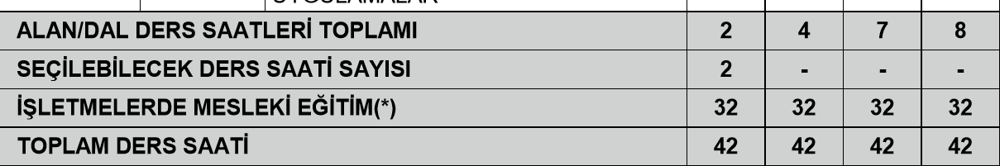 ALAN/DAL DERS SAATLERİ TOPLAMI 2 4 7 8
SEÇİLEBİLECEK DERS SAATİ SAYISI 2 - - -
İŞLETMELERDE MESLEKİ EĞİTİM(*) 32 32 32 32
TOPLAM DERS SAATİ 42 42 42 42